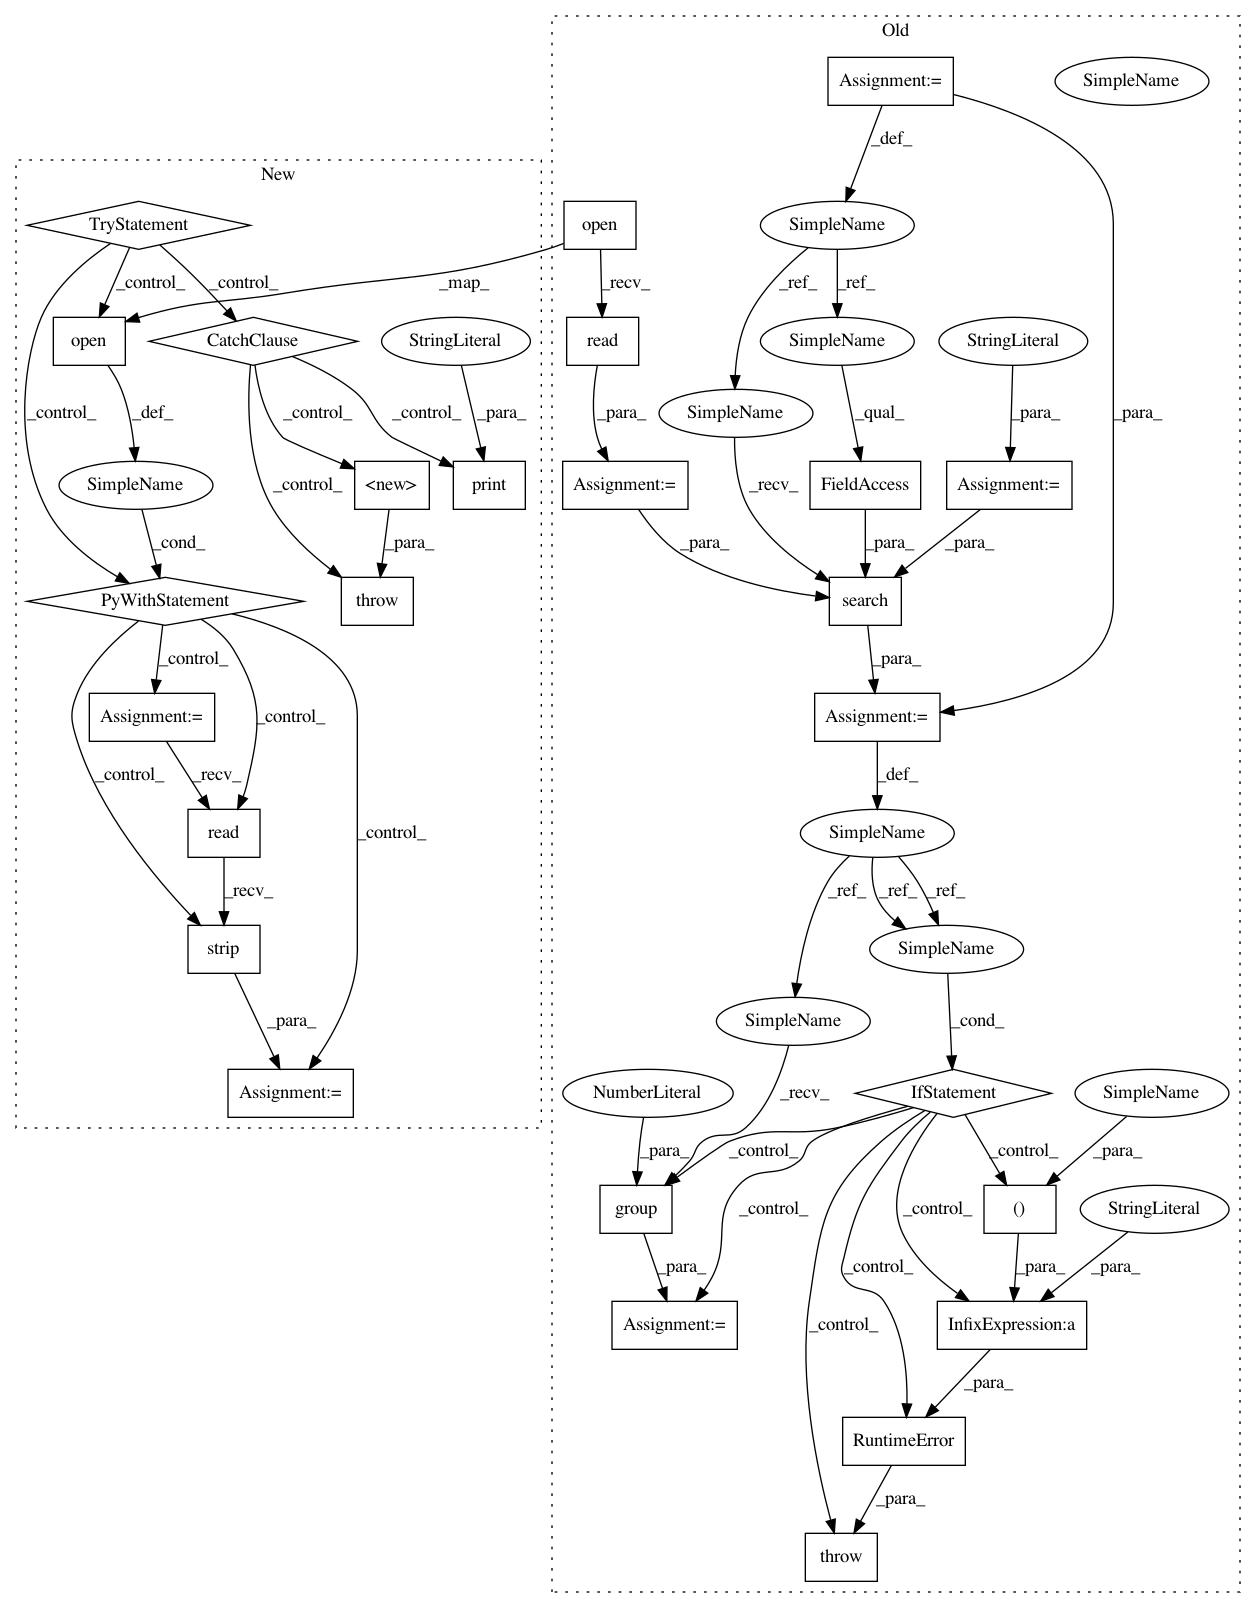 Old
Assignment:=
SimpleName
_def_
New
TryStatement
open
SimpleName
_control_
_control_
_map_
_recv_
_ref_
_ref_
open
CatchClause
StringLiteral
read
SimpleName
StringLiteral
_control_
_def_
_control_
_control_
_para_
_para_
SimpleName
_qual_
_para_
_para_
SimpleName
<new>
print
Assignment:=
_recv_
FieldAccess
Assignment:=
_control_
_cond_
_para_
_para_
_para_
_para_
PyWithStatement
throw
search
_control_
_para_
Assignment:=
_control_
Assignment:=
_control_
_recv_
_def_
read
_control_
SimpleName
_recv_
_ref_
_ref_
_ref_
strip
SimpleName
_para_
SimpleName
_cond_
Assignment:=
NumberLiteral
_recv_
IfStatement
SimpleName
_para_
_control_
_control_
_para_
group
_control_
_control_
()
StringLiteral
_para_
_control_
_para_
_para_
Assignment:=
_control_
InfixExpression:a
_para_
RuntimeError
_para_
throw